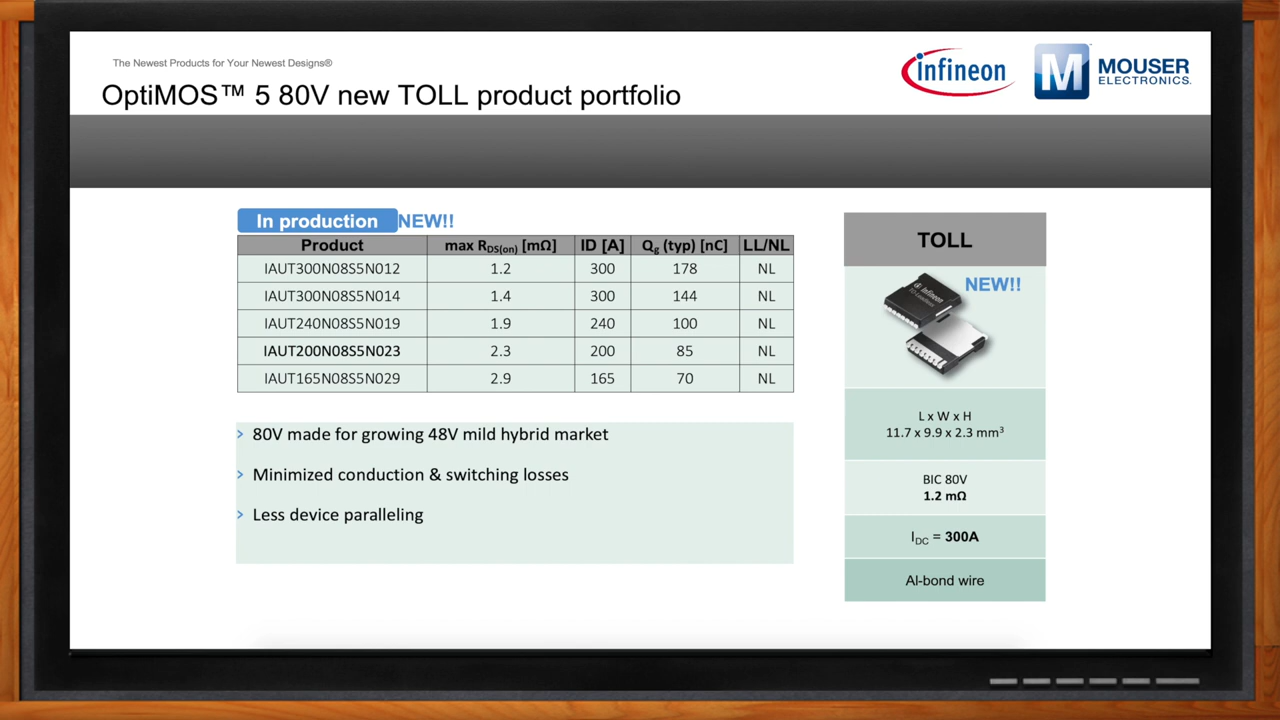 The Newest Products for Your Newest Designs®
OptiMOS™ 5 80V new TOLL product portfolio
infineon
M MOUSER
ELECTRONICS.
In production NEW!!
Product max RDS(on) [mΩ] ID [A] Qg (typ) [nC] LL/NL
IAUT300N08S5N012 1.2 300 178 NL
IAUT300N08S5N014 1.4 300 144 NL
IAUT240N08S5N019 1.9 240 100 NL
IAUT200N08S5N023 2.3 200 85 NL
IAUT165N08S5N029 2.9 165 70 NL
> 80V made for growing 48V mild hybrid market
> Minimized conduction & switching losses
> Less device paralleling
TOLL
NEW!!
infineon
L x W x H
11.7 x 9.9 x 2.3 mm³
BIC 80V
1.2 mΩ
IDC = 300A
Al-bond wire